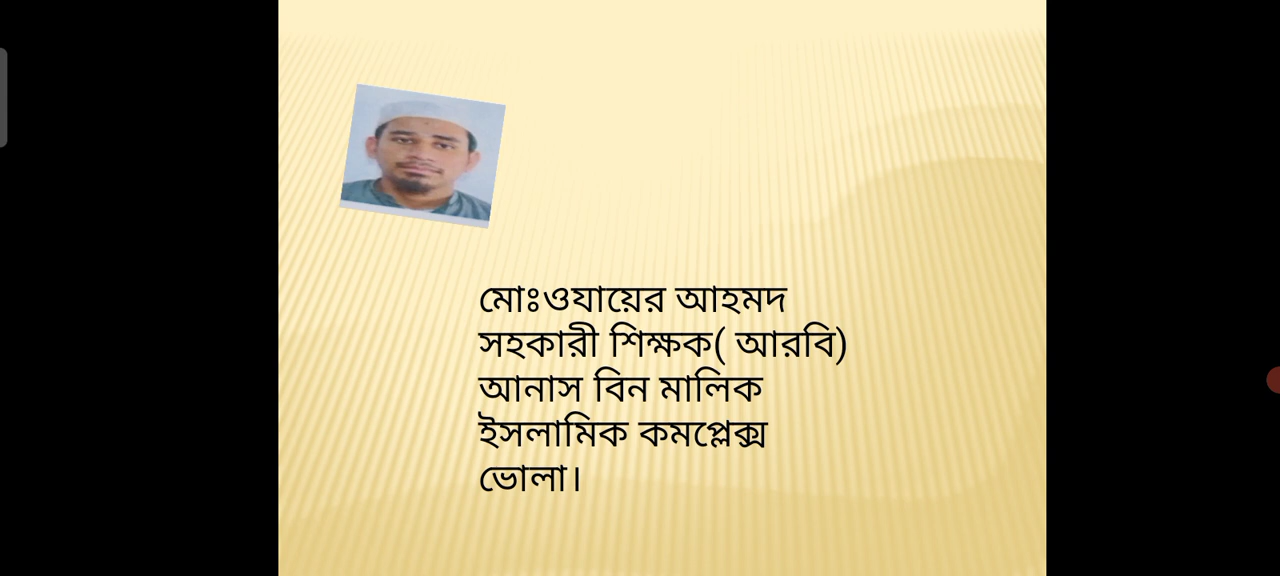 মোঃওযায়ের আহমদ
সহকারী শিক্ষক( আরবি)
আনাস বিন মালিক
ইসলামিক কমপ্লেক্স
ভোলা।